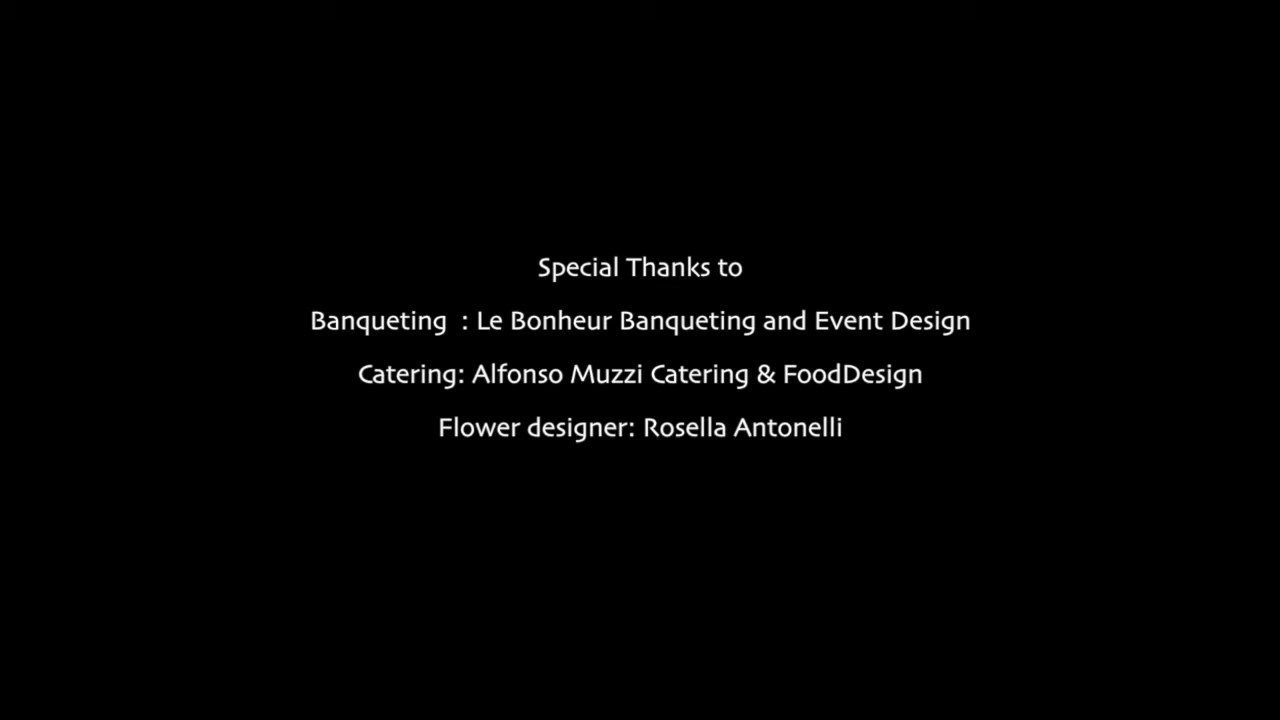 Special Thanks to
Banqueting  : Le Bonheur Banqueting and Event Design
Catering: Alfonso Muzzi Catering & FoodDesign
Flower designer: Rosella Antonelli